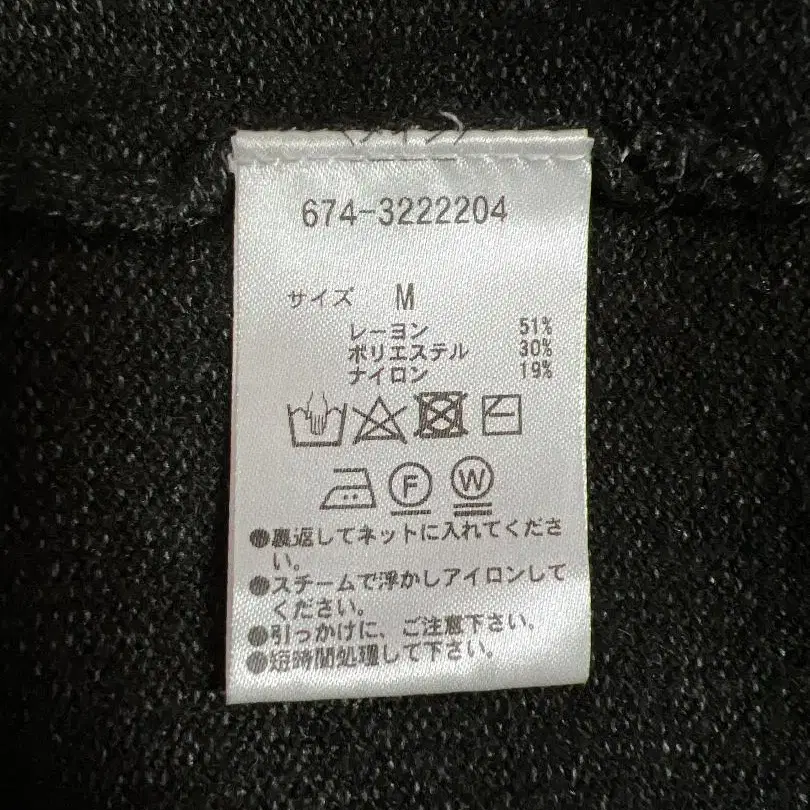 674-3222204
サイズ M
レーヨン 51%
ポリエステル 30%
ナイロン 19%
F W
●裏返してネットに入れてくださ
い。
●スチームで浮かしアイロンして
ください。
●引っかけに、ご注意下さい。
●短時間処理して下さい。